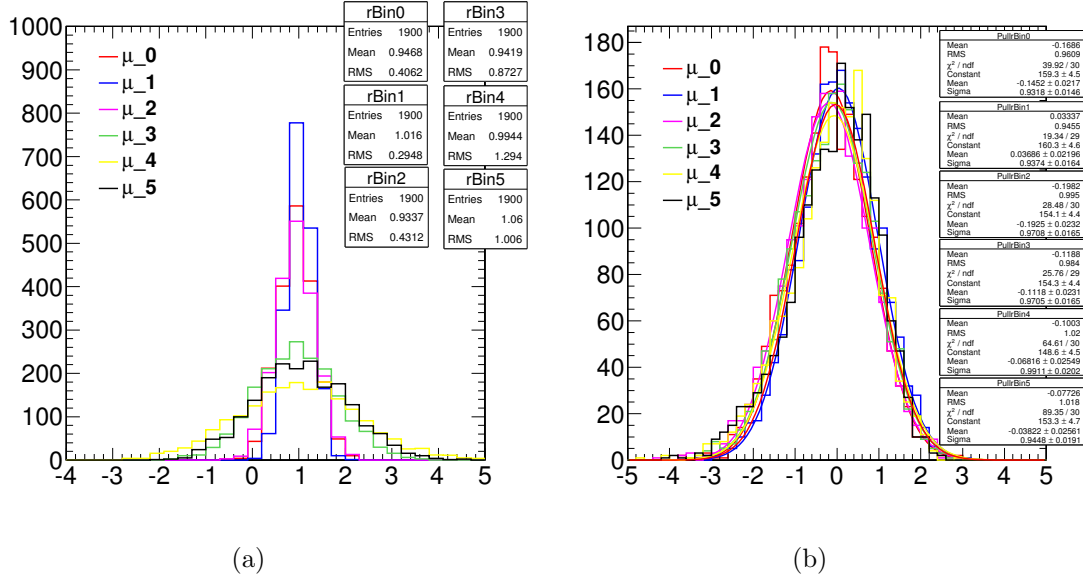 1000
900
800
700
600
500
400
300
200
100
0
-4 -3 -2 -1 0 1 2 3 4 5
μ_0
μ_1
μ_2
μ_3
μ_4
μ_5
rBin0
Entries 1900
Mean 0.9468
RMS 0.4062
rBin1
Entries 1900
Mean 1.016
RMS 0.2948
rBin2
Entries 1900
Mean 0.9337
RMS 0.4312
rBin3
Entries 1900
Mean 0.9419
RMS 0.8727
rBin4
Entries 1900
Mean 0.9944
RMS 1.294
rBin5
Entries 1900
Mean 1.06
RMS 1.006
(a)
180
160
140
120
100
80
60
40
20
0
-5 -4 -3 -2 -1 0 1 2 3 4 5
μ_0
μ_1
μ_2
μ_3
μ_4
μ_5
PullrBin0
Mean -0.1686
RMS 0.9609
χ² / ndf 39.92 / 30
Constant 159.3 ± 4.5
Mean -0.1452 ± 0.0217
Sigma 0.9318 ± 0.0146
PullrBin1
Mean 0.03337
RMS 0.9455
χ² / ndf 19.34 / 29
Constant 160.3 ± 4.6
Mean 0.03686 ± 0.02196
Sigma 0.9374 ± 0.0164
PullrBin2
Mean -0.1982
RMS 0.995
χ² / ndf 28.48 / 30
Constant 154.1 ± 4.4
Mean -0.1925 ± 0.0232
Sigma 0.9708 ± 0.0165
PullrBin3
Mean -0.1188
RMS 0.984
χ² / ndf 25.76 / 29
Constant 154.3 ± 4.4
Mean -0.1118 ± 0.0231
Sigma 0.9705 ± 0.0165
PullrBin4
Mean -0.1003
RMS 1.02
χ² / ndf 64.61 / 30
Constant 148.6 ± 4.5
Mean -0.06816 ± 0.02549
Sigma 0.9911 ± 0.0202
PullrBin5
Mean -0.07726
RMS 1.018
χ² / ndf 89.35 / 30
Constant 153.3 ± 4.7
Mean -0.03822 ± 0.02561
Sigma 0.9448 ± 0.0191
(b)